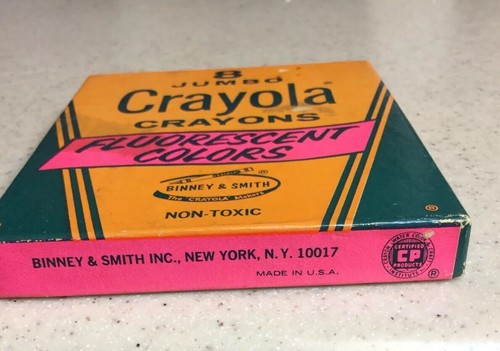 8
JUMBO
Crayola
CRAYONS
FLUORESCENT
COLORS
BINNEY & SMITH
The CRAYOLA Makers
NON-TOXIC
®
BINNEY & SMITH INC., NEW YORK, N.Y. 10017
MADE IN U.S.A.
CERTIFIED
CP
PRODUCTS
INSTITUTE
®